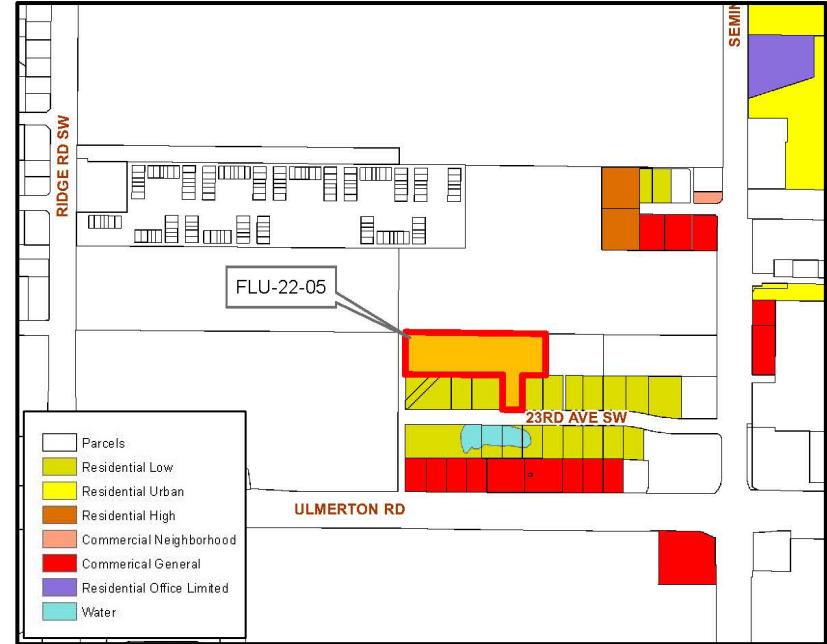 SEMIN
RIDGE RD SW
FLU-22-05
23RD AVE SW
ULMERTON RD
Parcels
Residential Low
Residential Urban
Residential High
Commercial Neighborhood
Commerical General
Residential Office Limited
Water